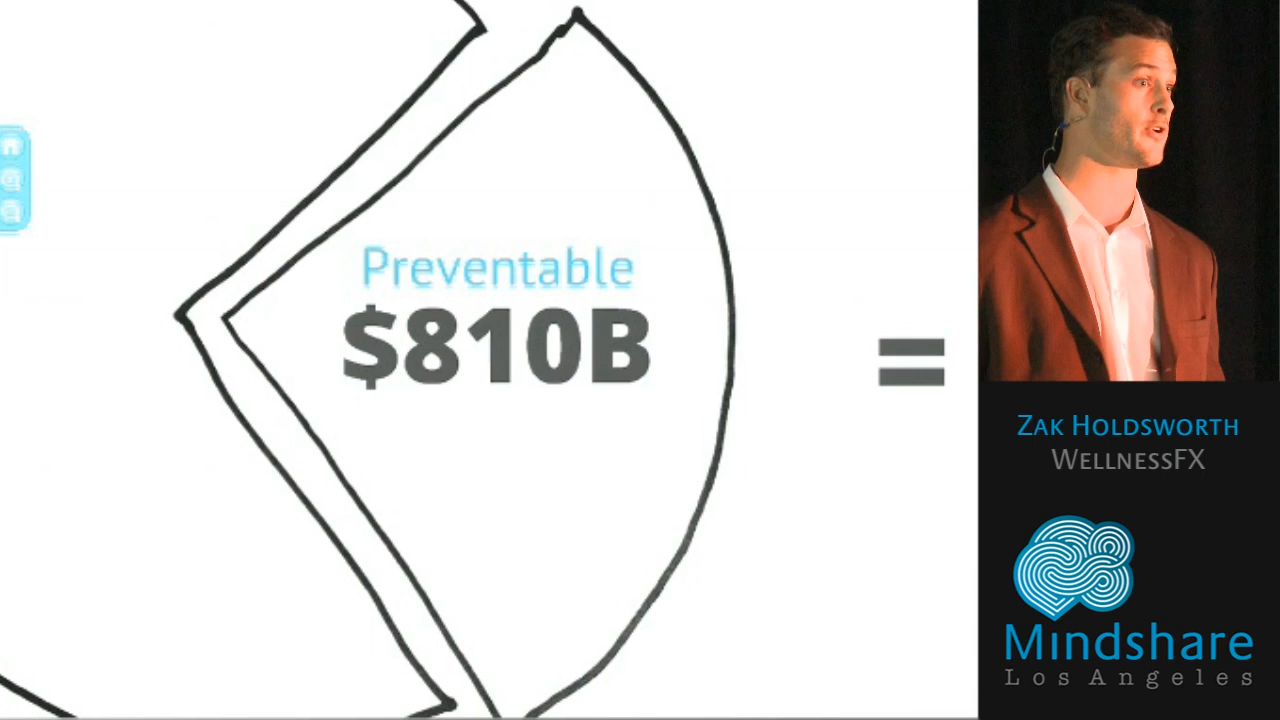 Preventable
$810B
=
Zak Holdsworth
WellnessFX
Mindshare
Los Angeles